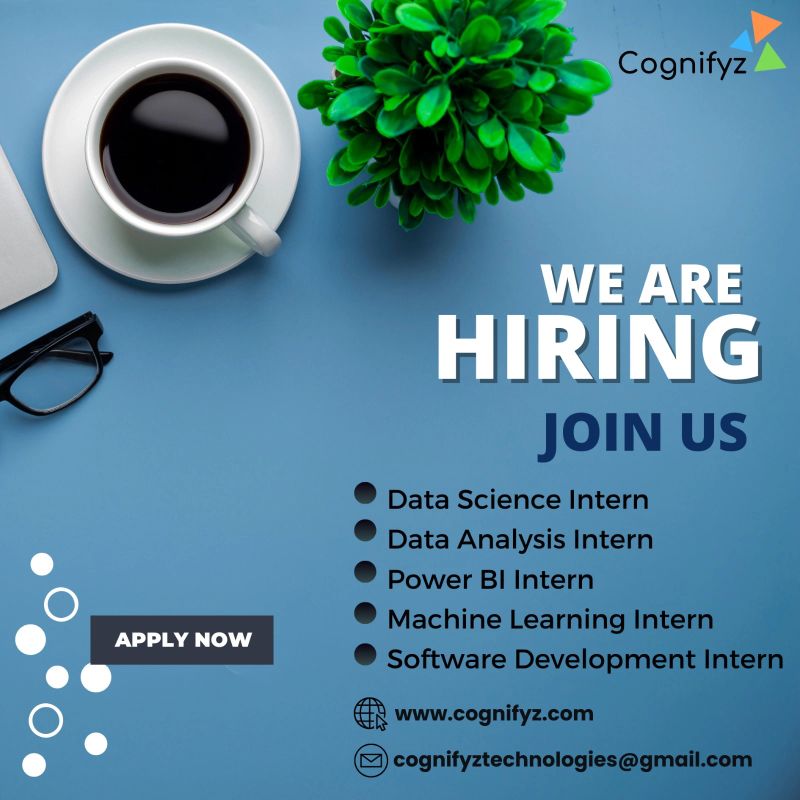 Cognifyz
WE ARE
HIRING
JOIN US
Data Science Intern
Data Analysis Intern
Power BI Intern
Machine Learning Intern
Software Development Intern
APPLY NOW
www.cognifyz.com
cognifyztechnologies@gmail.com